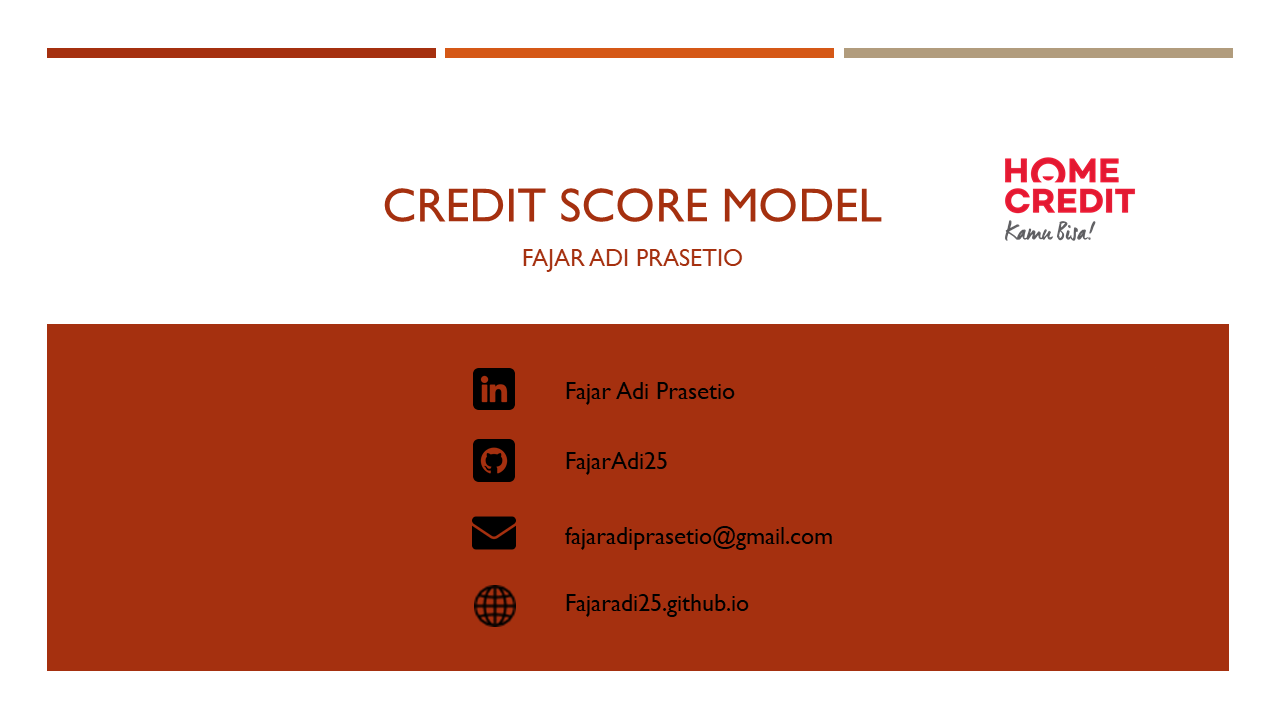 HOME
CREDIT
Kamu Bisa!
CREDIT SCORE MODEL
FAJAR ADI PRASETIO
in
Fajar Adi Prasetio
FajarAdi25
fajaradiprasetio@gmail.com
Fajaradi25.github.io